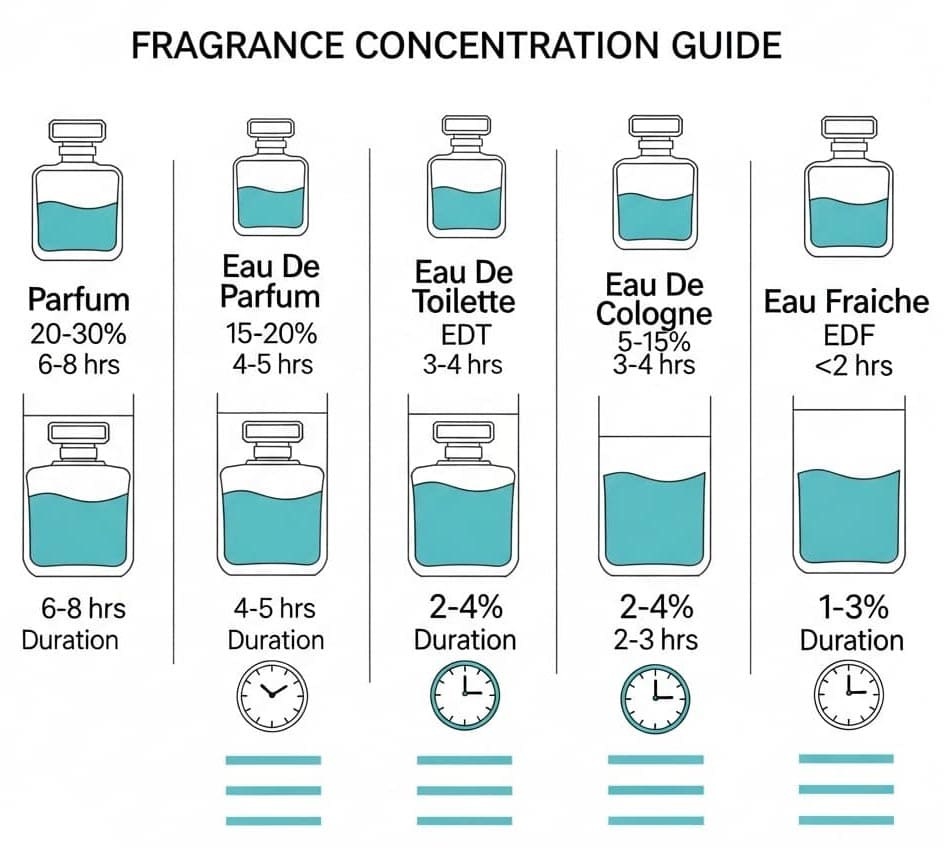 FRAGRANCE CONCENTRATION GUIDE
Parfum
20-30%
6-8 hrs
6-8 hrs
Duration
Eau De
Parfum
15-20%
4-5 hrs
4-5 hrs
Duration
Eau De
Toilette
EDT
3-4 hrs
2-4%
Duration
Eau De
Cologne
5-15%
3-4 hrs
2-4%
2-3 hrs
Eau Fraiche
EDF
<2 hrs
1-3%
Duration